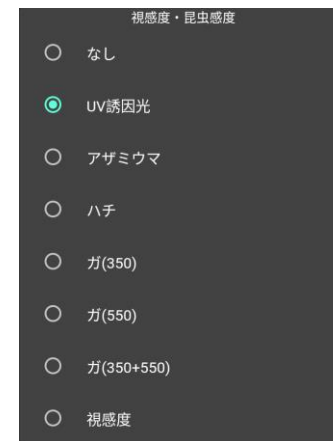 視感度・昆虫感度
なし
UV誘因光
アザミウマ
ハチ
ガ(350)
ガ(550)
ガ(350+550)
視感度